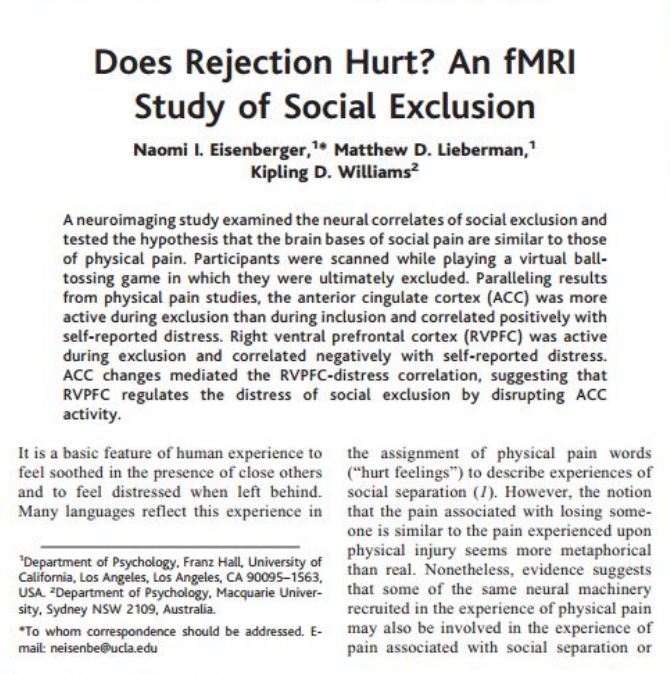 Does Rejection Hurt? An fMRI
Study of Social Exclusion
Naomi I. Eisenberger,¹* Matthew D. Lieberman,¹
Kipling D. Williams²
A neuroimaging study examined the neural correlates of social exclusion and
tested the hypothesis that the brain bases of social pain are similar to those
of physical pain. Participants were scanned while playing a virtual ball-
tossing game in which they were ultimately excluded. Paralleling results
from physical pain studies, the anterior cingulate cortex (ACC) was more
active during exclusion than during inclusion and correlated positively with
self-reported distress. Right ventral prefrontal cortex (RVPFC) was active
during exclusion and correlated negatively with self-reported distress.
ACC changes mediated the RVPFC-distress correlation, suggesting that
RVPFC regulates the distress of social exclusion by disrupting ACC
activity.
It is a basic feature of human experience to
feel soothed in the presence of close others
and to feel distressed when left behind.
Many languages reflect this experience in
¹Department of Psychology, Franz Hall, University of
California, Los Angeles, Los Angeles, CA 90095–1563,
USA. ²Department of Psychology, Macquarie Univer-
sity, Sydney NSW 2109, Australia.
*To whom correspondence should be addressed. E-
mail: neisenbe@ucla.edu
the assignment of physical pain words
(“hurt feelings”) to describe experiences of
social separation (1). However, the notion
that the pain associated with losing some-
one is similar to the pain experienced upon
physical injury seems more metaphorical
than real. Nonetheless, evidence suggests
that some of the same neural machinery
recruited in the experience of physical pain
may also be involved in the experience of
pain associated with social separation or